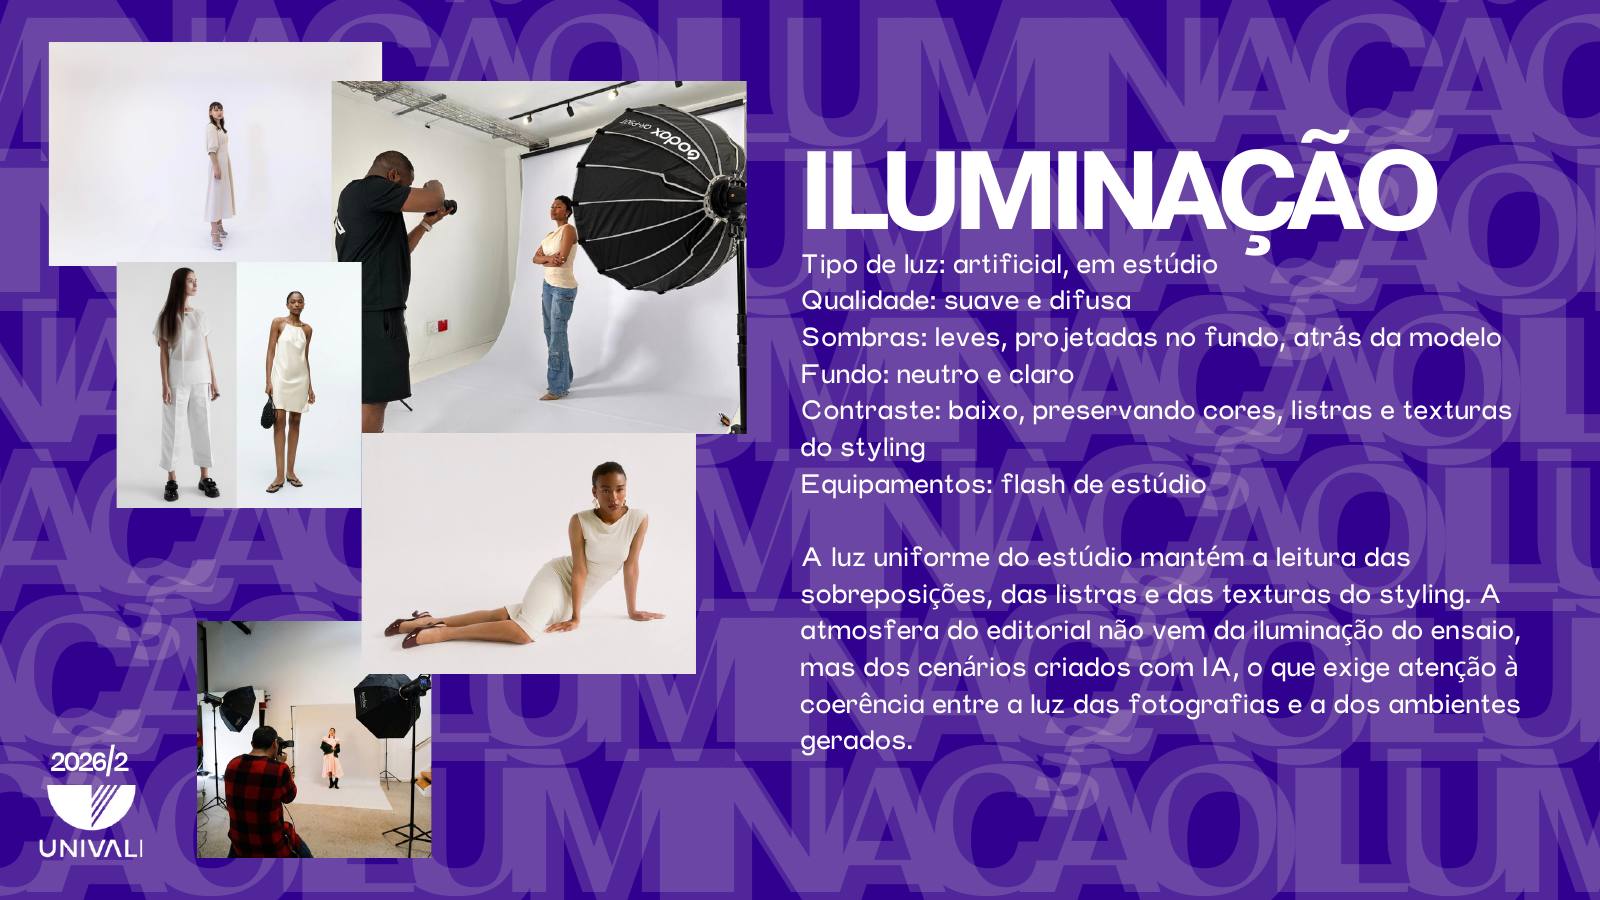 ILUMINAÇÃO
Tipo de luz: artificial, em estúdio
Qualidade: suave e difusa
Sombras: leves, projetadas no fundo, atrás da modelo
Fundo: neutro e claro
Contraste: baixo, preservando cores, listras e texturas
do styling
Equipamentos: flash de estúdio
A luz uniforme do estúdio mantém a leitura das
sobreposições, das listras e das texturas do styling. A
atmosfera do editorial não vem da iluminação do ensaio,
mas dos cenários criados com IA, o que exige atenção à
coerência entre a luz das fotografias e a dos ambientes
gerados.
Godox
2026/2
UNIVALI